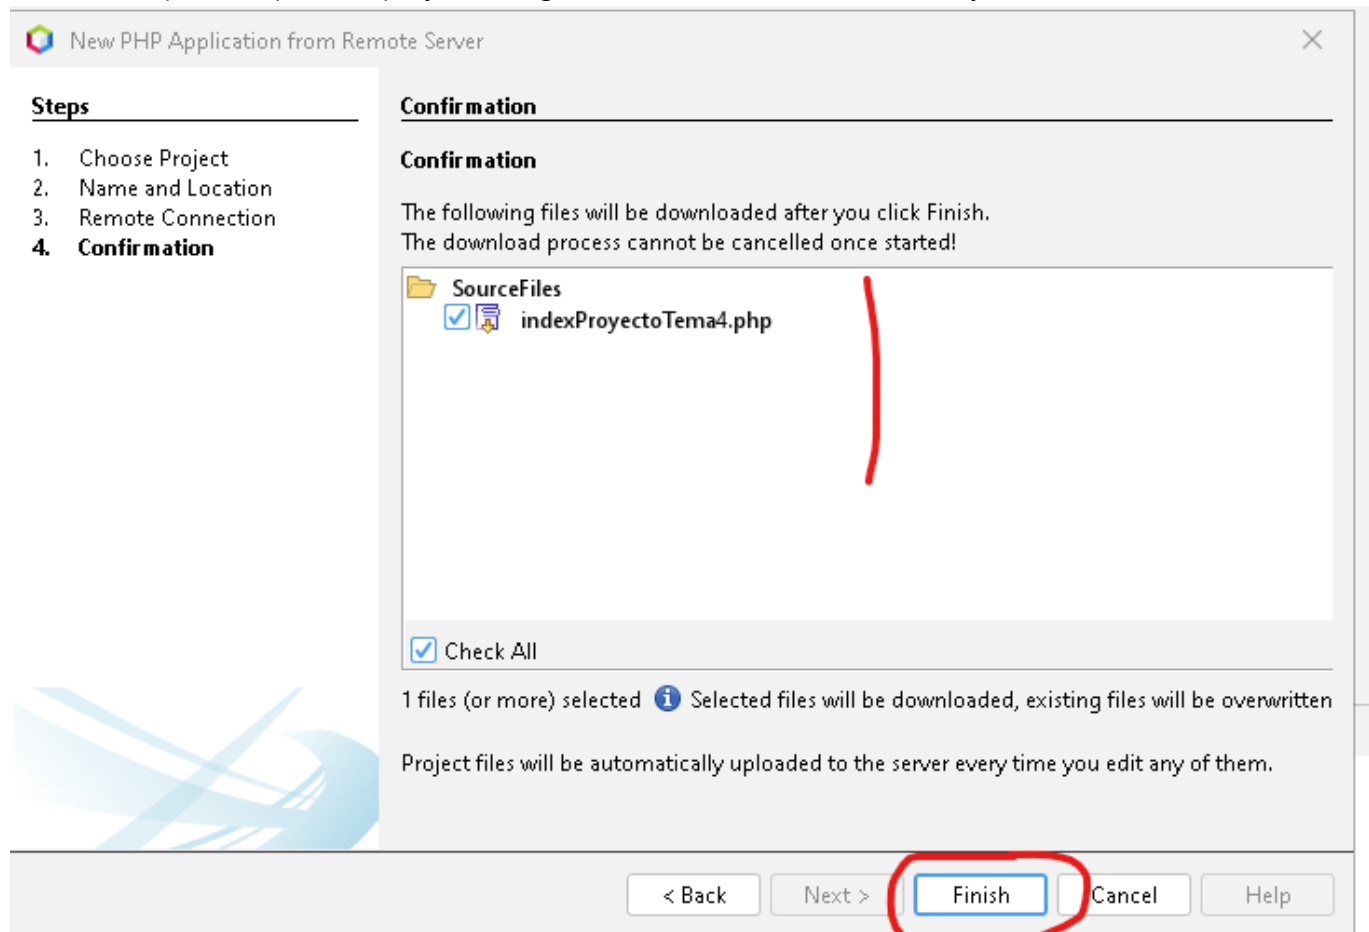 New PHP Application from Remote Server
Steps
1. Choose Project
2. Name and Location
3. Remote Connection
4. Confirmation
Confirmation
Confirmation
The following files will be downloaded after you click Finish.
The download process cannot be cancelled once started!
SourceFiles
indexProyectoTema4.php
Check All
1 files (or more) selected Selected files will be downloaded, existing files will be overwritten
Project files will be automatically uploaded to the server every time you edit any of them.
< Back Next > Finish Cancel Help